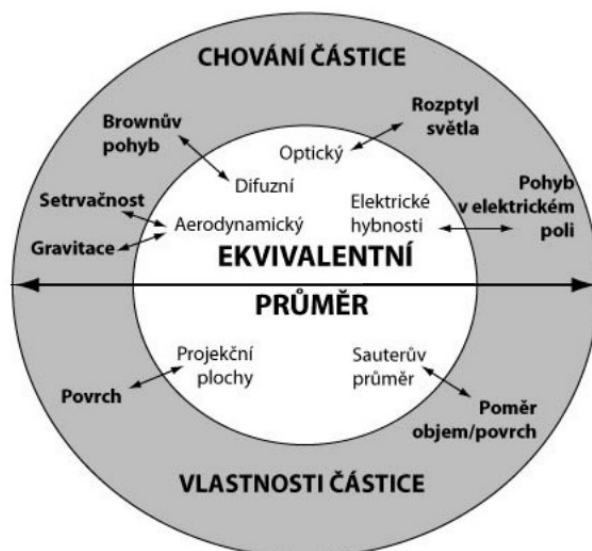 CHOVÁNÍ ČÁSTICE
Rozptyl
světla
Brownův
pohyb
Optický
Difuzní
Pohyb
v elektrickém
poli
Setrvačnost
Elektrické
hybnosti
Aerodynamický
Gravitace
EKVIVALENTNÍ
PRŮMĚR
Projekční
plochy
Sauterův
průměr
Povrch
Poměr
objem/povrch
VLASTNOSTI ČÁSTICE